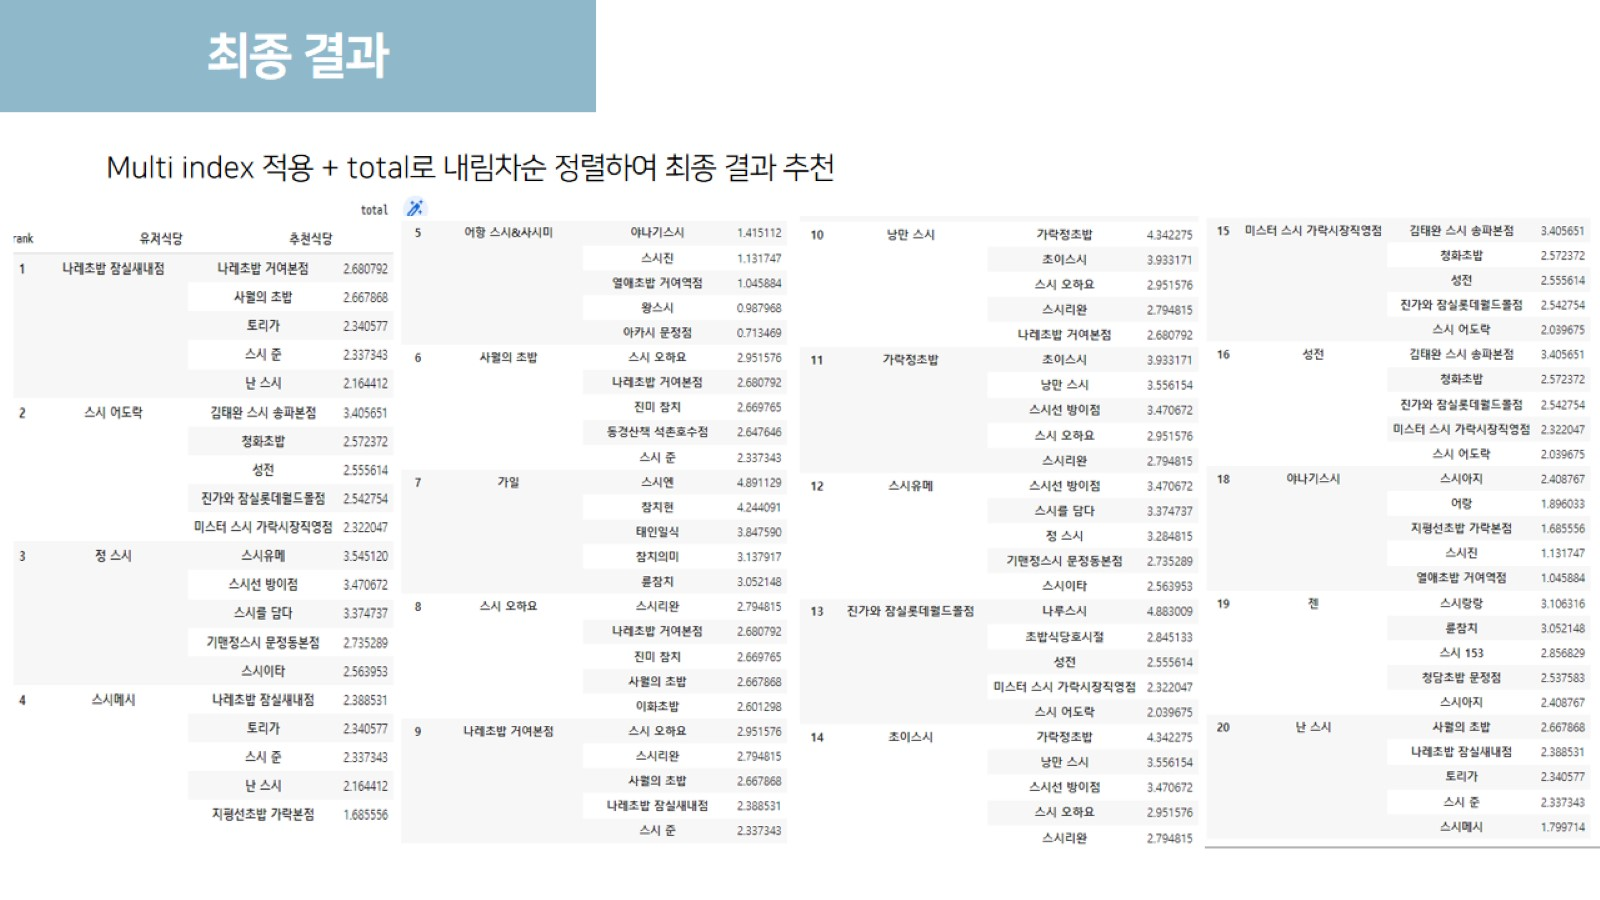 최종 결과
Multi index 적용 + total로 내림차순 정렬하여 최종 결과 추천
total
rank 유저식당 추천식당
1 나레초밥 잠실새내점 나레초밥 거여본점 2.680792
사월의 초밥 2.667868
토리가 2.340577
스시 준 2.337343
난 스시 2.164412
2 스시 어도락 김태완 스시 송파본점 3.405651
청화초밥 2.572372
성전 2.555614
진가와 잠실롯데월드몰점 2.542754
미스터 스시 가락시장직영점 2.322047
3 정 스시 스시유메 3.545120
스시선 방이점 3.470672
스시를 담다 3.374737
기맨정스시 문정동본점 2.735289
스시이타 2.563953
4 스시메시 나레초밥 잠실새내점 2.388531
토리가 2.340577
스시 준 2.337343
난 스시 2.164412
지평선초밥 가락본점 1.685556
5 어항 스시&사시미 야나기스시 1.415112
스시진 1.131747
열애초밥 거여역점 1.045884
왕스시 0.987968
아카시 문정점 0.713469
6 사월의 초밥 스시 오하요 2.951576
나레초밥 거여본점 2.680792
진미 참치 2.669765
동경산책 석촌호수점 2.647646
스시 준 2.337343
7 가일 스시엔 4.891129
참치현 4.244091
태인일식 3.847590
참치의미 3.137917
륜참치 3.052148
8 스시 오하요 스시리완 2.794815
나레초밥 거여본점 2.680792
진미 참치 2.669765
사월의 초밥 2.667868
이화초밥 2.601298
9 나레초밥 거여본점 스시 오하요 2.951576
스시리완 2.794815
사월의 초밥 2.667868
나레초밥 잠실새내점 2.388531
스시 준 2.337343
10 낭만 스시 가락정초밥 4.342275
초이스시 3.933171
스시 오하요 2.951576
스시리완 2.794815
나레초밥 거여본점 2.680792
11 가락정초밥 초이스시 3.933171
낭만 스시 3.556154
스시선 방이점 3.470672
스시 오하요 2.951576
스시리완 2.794815
12 스시유메 스시선 방이점 3.470672
스시를 담다 3.374737
정 스시 3.284815
기맨정스시 문정동본점 2.735289
스시이타 2.563953
13 진가와 잠실롯데월드몰점 나루스시 4.883009
초밥식당호시절 2.845133
성전 2.555614
미스터 스시 가락시장직영점 2.322047
스시 어도락 2.039675
14 초이스시 가락정초밥 4.342275
낭만 스시 3.556154
스시선 방이점 3.470672
스시 오하요 2.951576
스시리완 2.794815
15 미스터 스시 가락시장직영점 김태완 스시 송파본점 3.405651
청화초밥 2.572372
성전 2.555614
진가와 잠실롯데월드몰점 2.542754
스시 어도락 2.039675
16 성전 김태완 스시 송파본점 3.405651
청화초밥 2.572372
진가와 잠실롯데월드몰점 2.542754
미스터 스시 가락시장직영점 2.322047
스시 어도락 2.039675
18 야나기스시 스시아지 2.408767
어랑 1.896033
지평선초밥 가락본점 1.685556
스시진 1.131747
열애초밥 거여역점 1.045884
19 젠 스시랑랑 3.106316
륜참치 3.052148
스시 153 2.856829
청담초밥 문정점 2.537583
스시아지 2.408767
20 난 스시 사월의 초밥 2.667868
나레초밥 잠실새내점 2.388531
토리가 2.340577
스시 준 2.337343
스시메시 1.799714